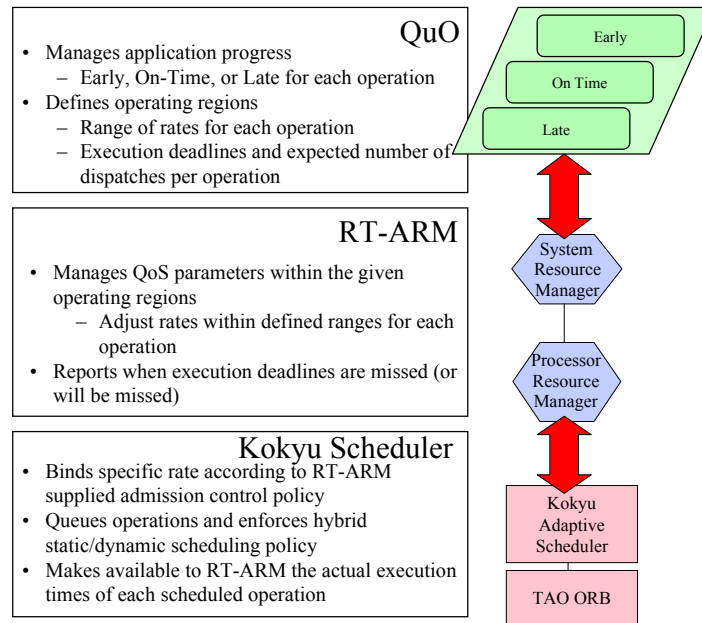 QuO
• Manages application progress
– Early, On-Time, or Late for each operation
• Defines operating regions
– Range of rates for each operation
– Execution deadlines and expected number of
dispatches per operation
Early
On Time
Late
RT-ARM
• Manages QoS parameters within the given
operating regions
– Adjust rates within defined ranges for each
operation
• Reports when execution deadlines are missed (or
will be missed)
System
Resource
Manager
Processor
Resource
Manager
Kokyu Scheduler
• Binds specific rate according to RT-ARM
supplied admission control policy
• Queues operations and enforces hybrid
static/dynamic scheduling policy
• Makes available to RT-ARM the actual execution
times of each scheduled operation
Kokyu
Adaptive
Scheduler
TAO ORB